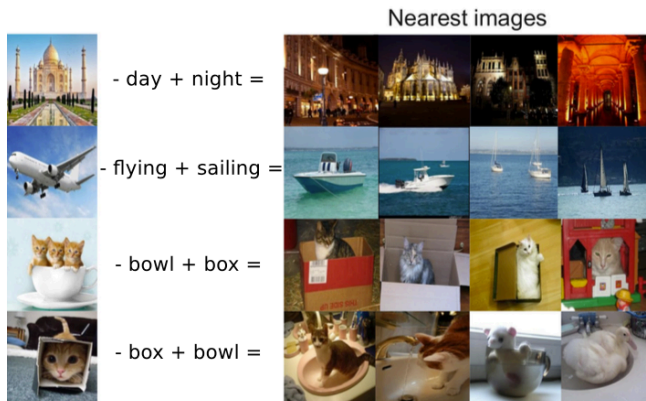 Nearest images
- day + night =
- flying + sailing =
- bowl + box =
- box + bowl =